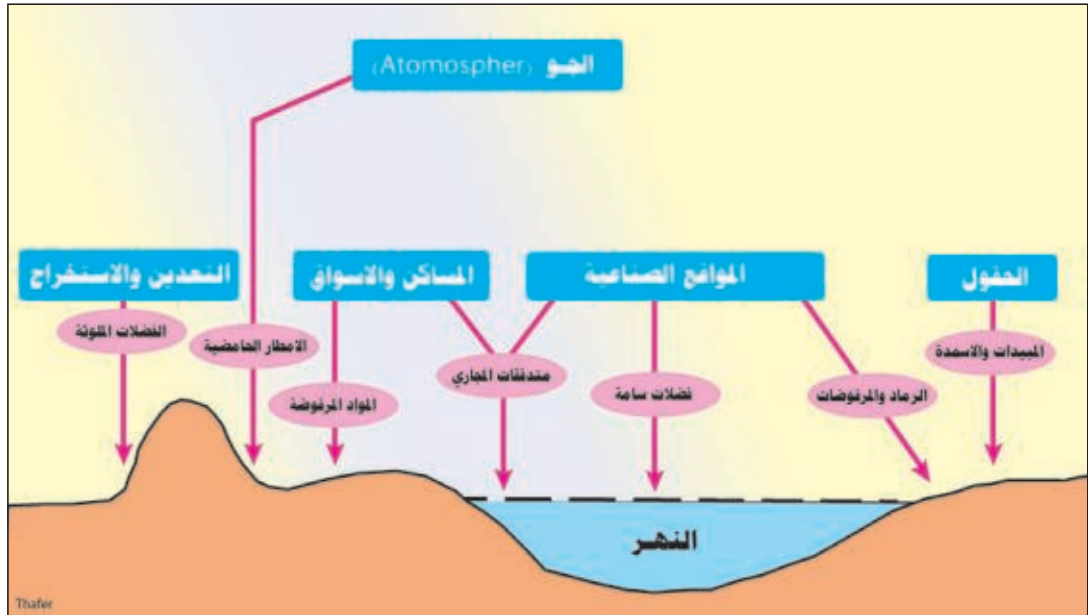 الجو (Atomospher)
الحقول
المواقع الصناعية
المساكن والاسواق
التعدين والاستخراج
المبيدات والاسمدة
الفضلات الملوثة
الامطار الحامضية
متدفقات المجاري
فضلات سامة
الرماد والمرفوضات
المواد المرفوضة
النهر
Thafer